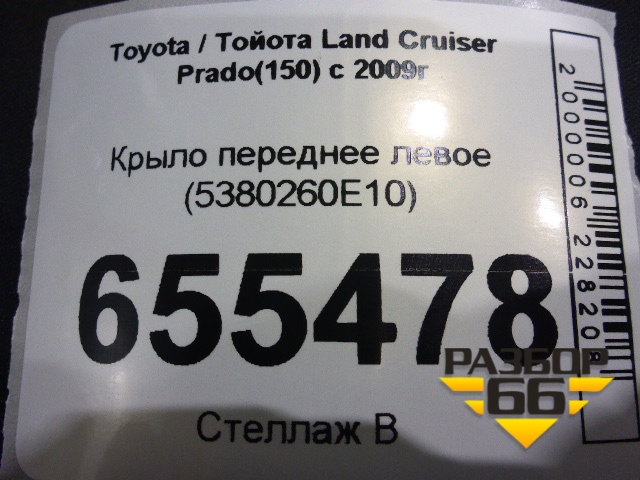 Toyota / Тойота Land Cruiser
Prado(150) с 2009г
Крыло переднее левое
(5380260E10)
655478
Стеллаж В
2000006228208
РАЗБОР
66